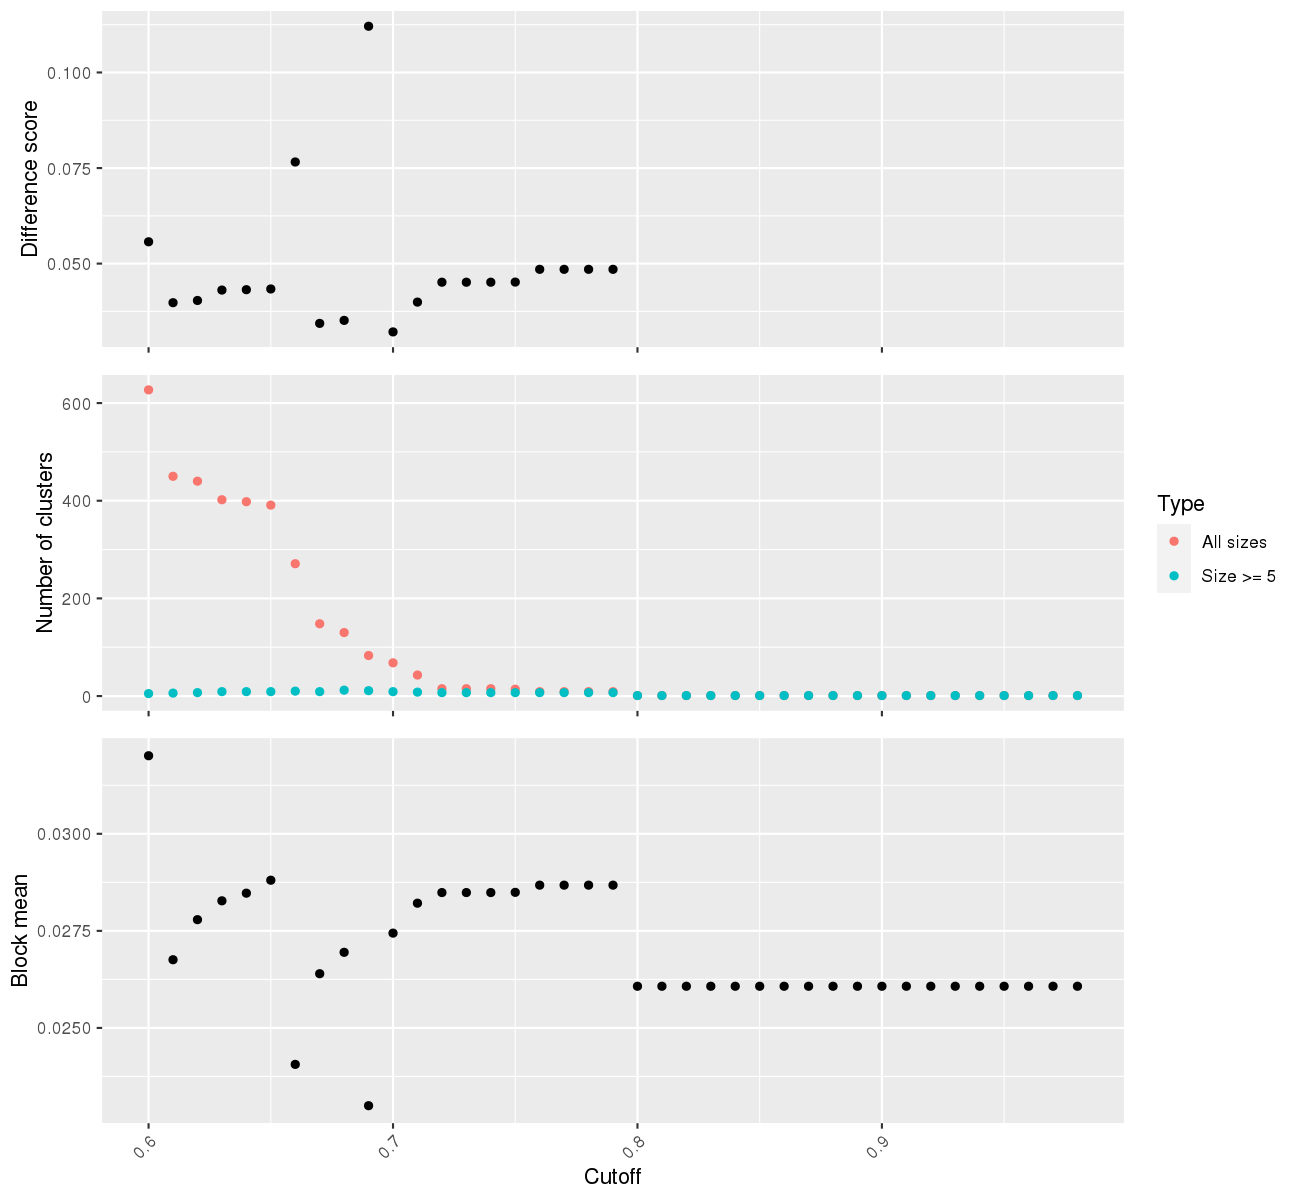 Difference score
0.100
0.075
0.050
Number of clusters
600
400
200
0
Type
All sizes
Size >= 5
Block mean
0.0300
0.0275
0.0250
0.6
0.7
0.8
0.9
Cutoff